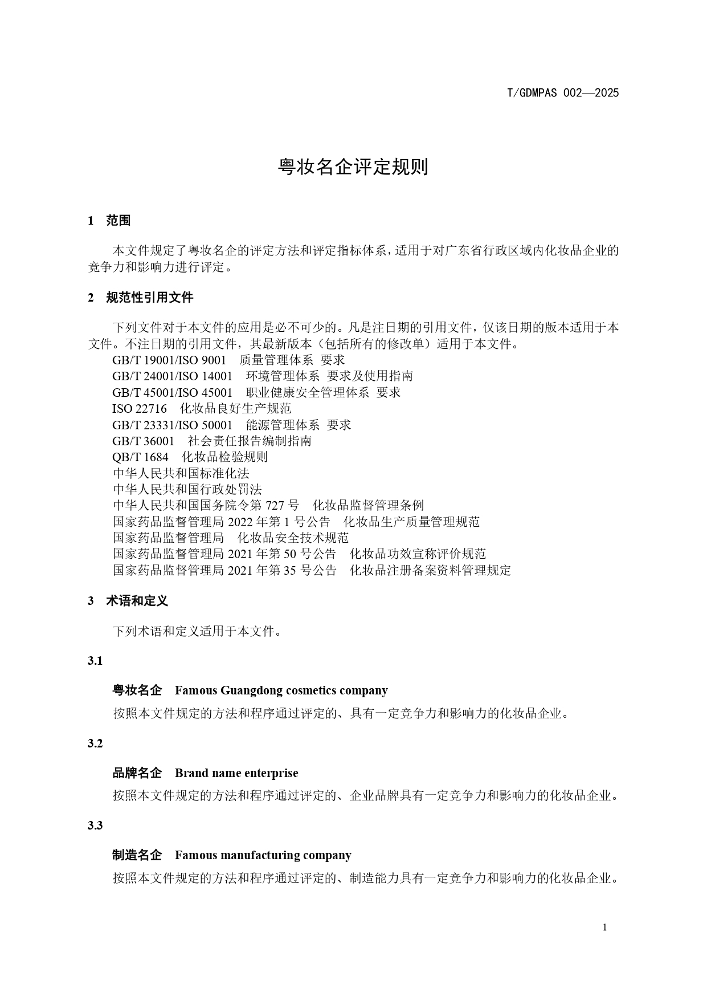 T/GDMPAS 002—2025
粤妆名企评定规则
1 范围
本文件规定了粤妆名企的评定方法和评定指标体系，适用于对广东省行政区域内化妆品企业的
竞争力和影响力进行评定。
2 规范性引用文件
下列文件对于本文件的应用是必不可少的。凡是注日期的引用文件，仅该日期的版本适用于本
文件。不注日期的引用文件，其最新版本（包括所有的修改单）适用于本文件。
GB/T 19001/ISO 9001 质量管理体系 要求
GB/T 24001/ISO 14001 环境管理体系 要求及使用指南
GB/T 45001/ISO 45001 职业健康安全管理体系 要求
ISO 22716 化妆品良好生产规范
GB/T 23331/ISO 50001 能源管理体系 要求
GB/T 36001 社会责任报告编制指南
QB/T 1684 化妆品检验规则
中华人民共和国标准化法
中华人民共和国行政处罚法
中华人民共和国国务院令第 727 号 化妆品监督管理条例
国家药品监督管理局 2022 年第 1 号公告 化妆品生产质量管理规范
国家药品监督管理局 化妆品安全技术规范
国家药品监督管理局 2021 年第 50 号公告 化妆品功效宣称评价规范
国家药品监督管理局 2021 年第 35 号公告 化妆品注册备案资料管理规定
3 术语和定义
下列术语和定义适用于本文件。
3.1
粤妆名企 Famous Guangdong cosmetics company
按照本文件规定的方法和程序通过评定的、具有一定竞争力和影响力的化妆品企业。
3.2
品牌名企 Brand name enterprise
按照本文件规定的方法和程序通过评定的、企业品牌具有一定竞争力和影响力的化妆品企业。
3.3
制造名企 Famous manufacturing company
按照本文件规定的方法和程序通过评定的、制造能力具有一定竞争力和影响力的化妆品企业。
1